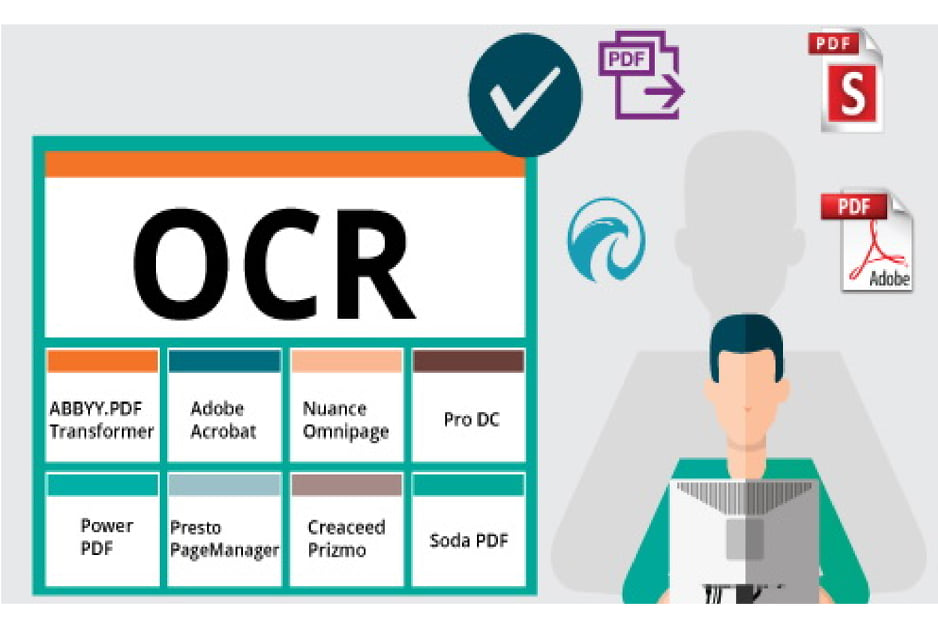 PDF
PDF
S
OCR
PDF
Adobe
ABBYY.PDF
Transformer
Adobe
Acrobat
Nuance
Omnipage
Pro DC
Power
PDF
Presto
PageManager
Creaceed
Prizmo
Soda PDF